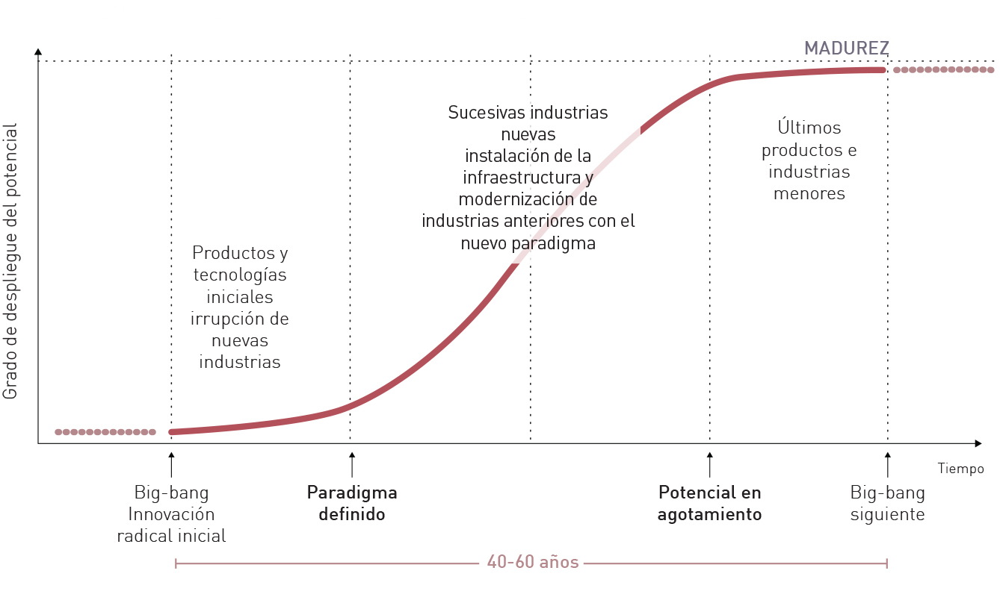 MADUREZ
Grado de despliegue del potencial
Sucesivas industrias
nuevas
instalación de la
infraestructura y
modernización de
industrias anteriores con el
nuevo paradigma
Últimos
productos e
industrias
menores
Productos y
tecnologías
iniciales
irrupción de
nuevas
industrias
Tiempo
Big-bang
Innovación
radical inicial
Paradigma
definido
Potencial en
agotamiento
Big-bang
siguiente
40-60 años